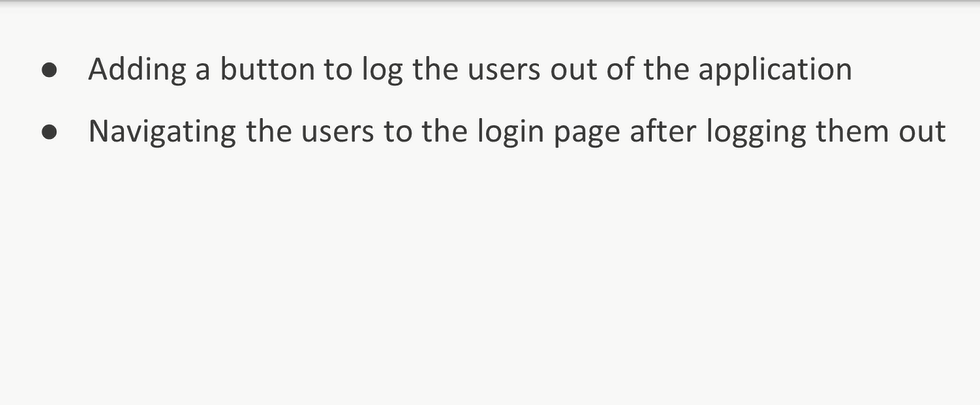 ● Adding a button to log the users out of the application
● Navigating the users to the login page after logging them out